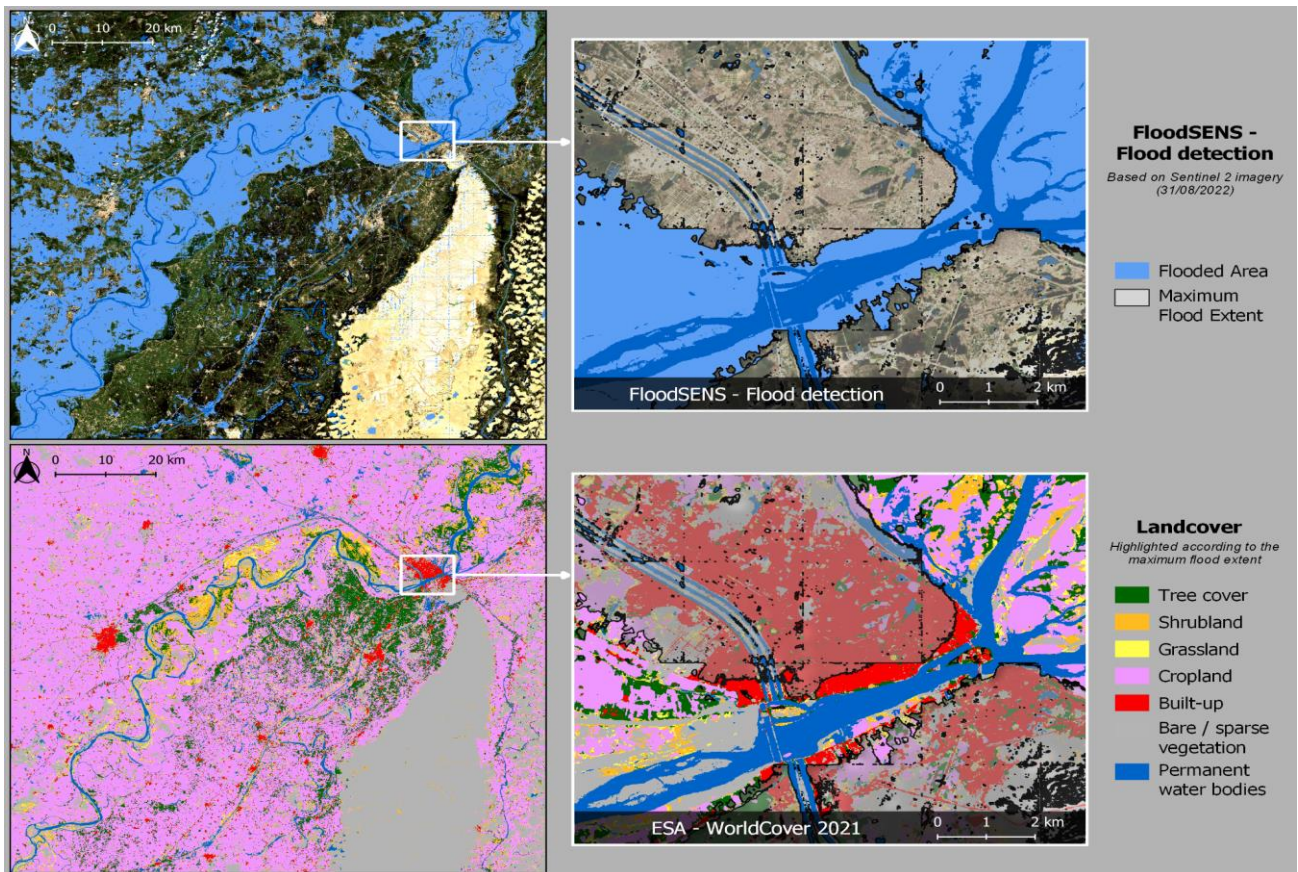 N
0 10 20 km
FloodSENS - Flood detection
0 1 2 km
FloodSENS -
Flood detection
Based on Sentinel 2 imagery
(31/08/2022)
Flooded Area
Maximum
Flood Extent
N
0 10 20 km
ESA - WorldCover 2021
0 1 2 km
Landcover
Highlighted according to the
maximum flood extent
Tree cover
Shrubland
Grassland
Cropland
Built-up
Bare / sparse
vegetation
Permanent
water bodies